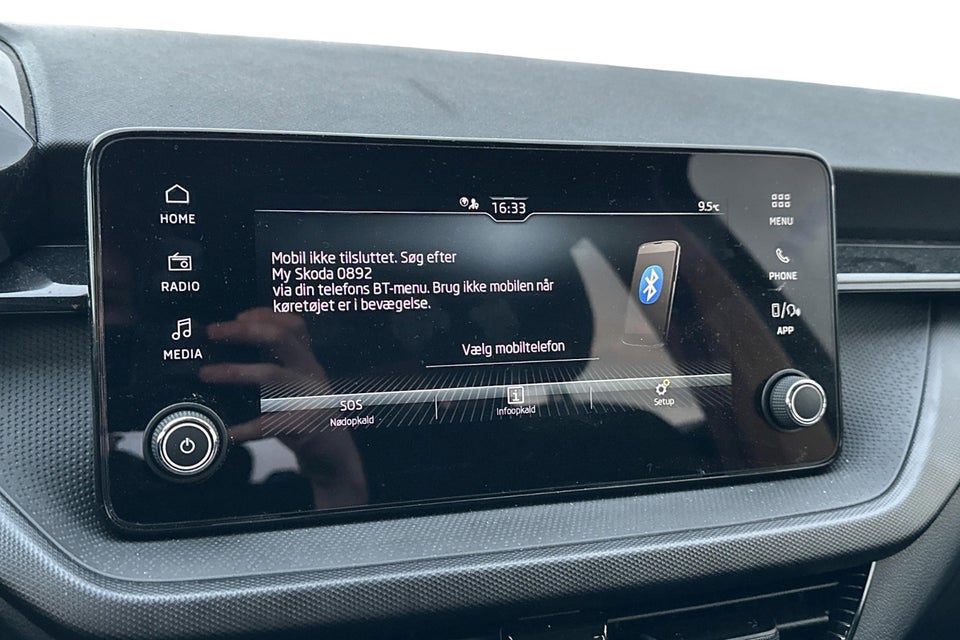 HOME
RADIO
MEDIA
16:33
9.5°C
Mobil ikke tilsluttet. Søg efter
My Skoda 0892
via din telefons BT-menu. Brug ikke mobilen når
køretøjet er i bevægelse.
Vælg mobiltelefon
SOS
Nødopkald
Infoopkald
Setup
MENU
PHONE
APP